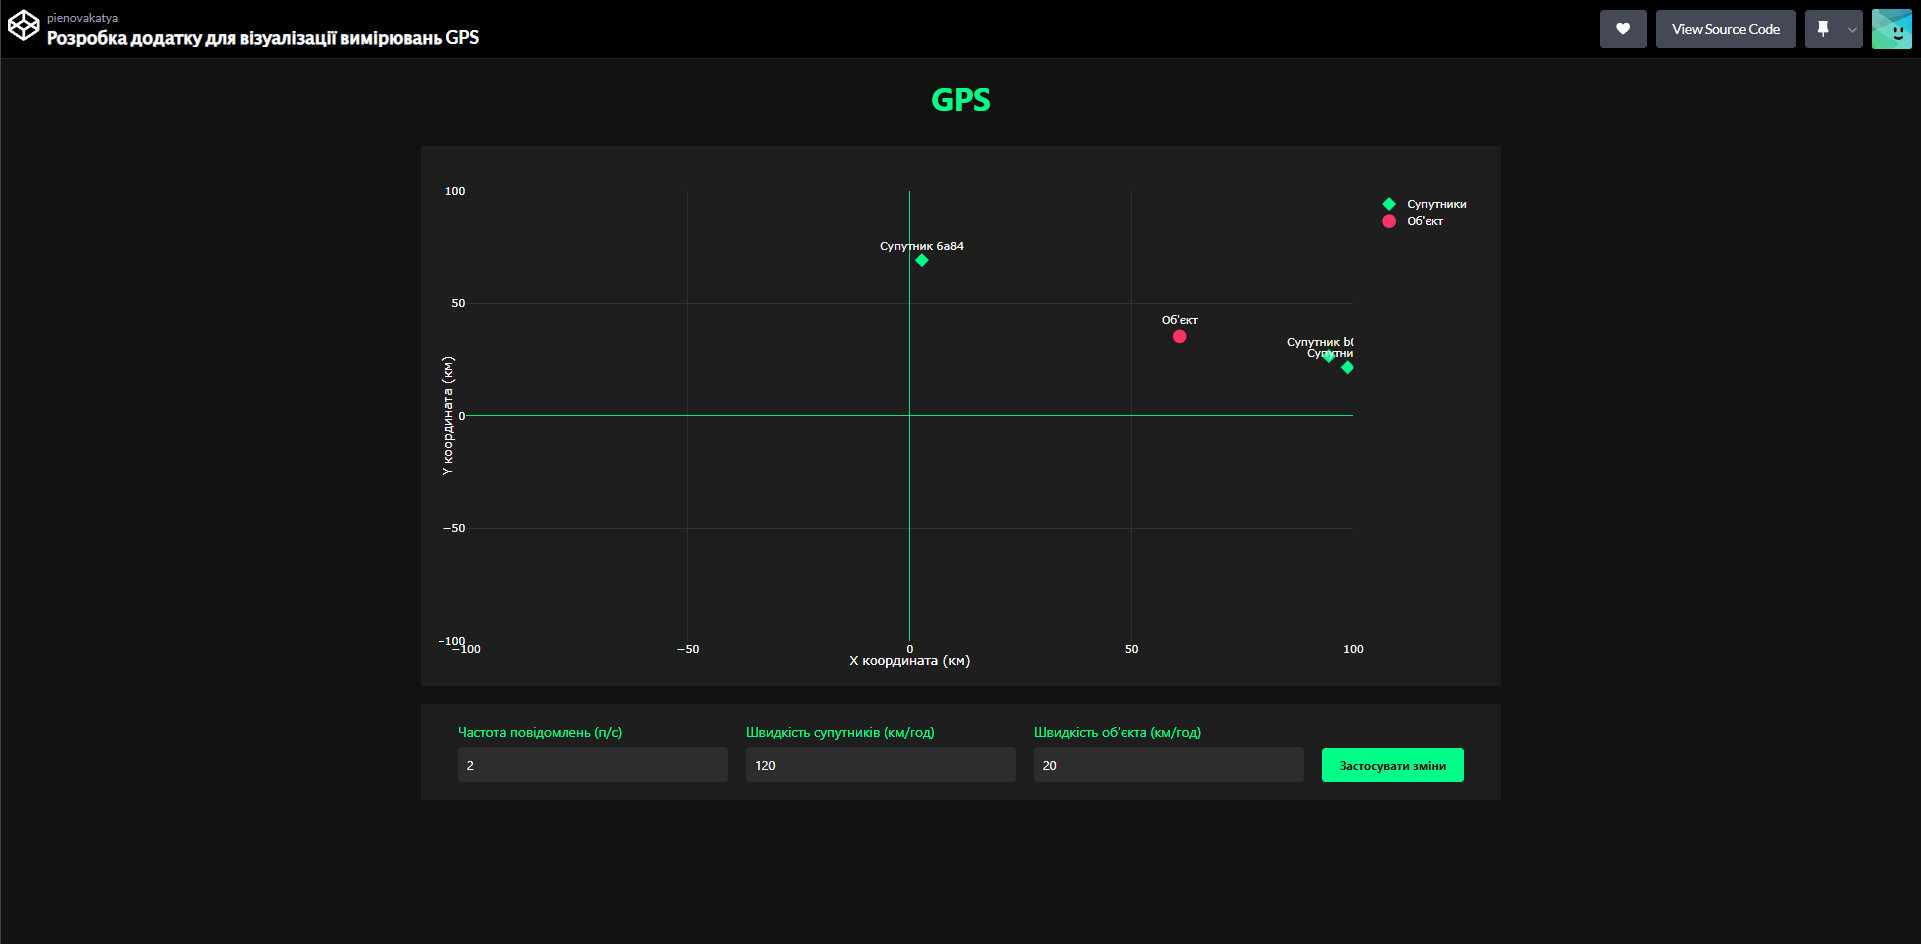 pienovakatya
Розробка додатку для візуалізації вимірювань GPS
View Source Code
GPS
100
50
0
−50
−100
Y координата (км)
−100
−50
0
50
100
X координата (км)
Супутник 6a84
Об'єкт
Супутник b0
Супутни
Супутники
Об'єкт
Частота повідомлень (п/с)
2
Швидкість супутників (км/год)
120
Швидкість об'єкта (км/год)
20
Застосувати зміни